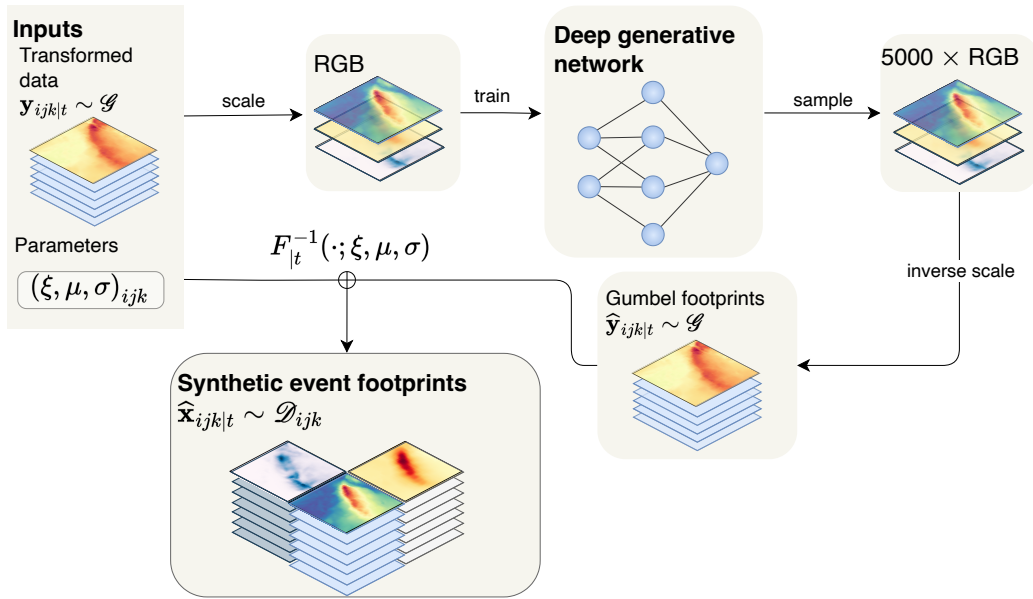 Inputs
Transformed
data
𝐲_{ijk|t} ∼ 𝒢
scale
RGB
train
Deep generative
network
sample
5000 × RGB
Parameters
(ξ, μ, σ)_{ijk}
F_{|t}^{-1}(·; ξ, μ, σ)
inverse scale
Gumbel footprints
ŷ_{ijk|t} ∼ 𝒢
Synthetic event footprints
x̂_{ijk|t} ∼ 𝒟_{ijk}